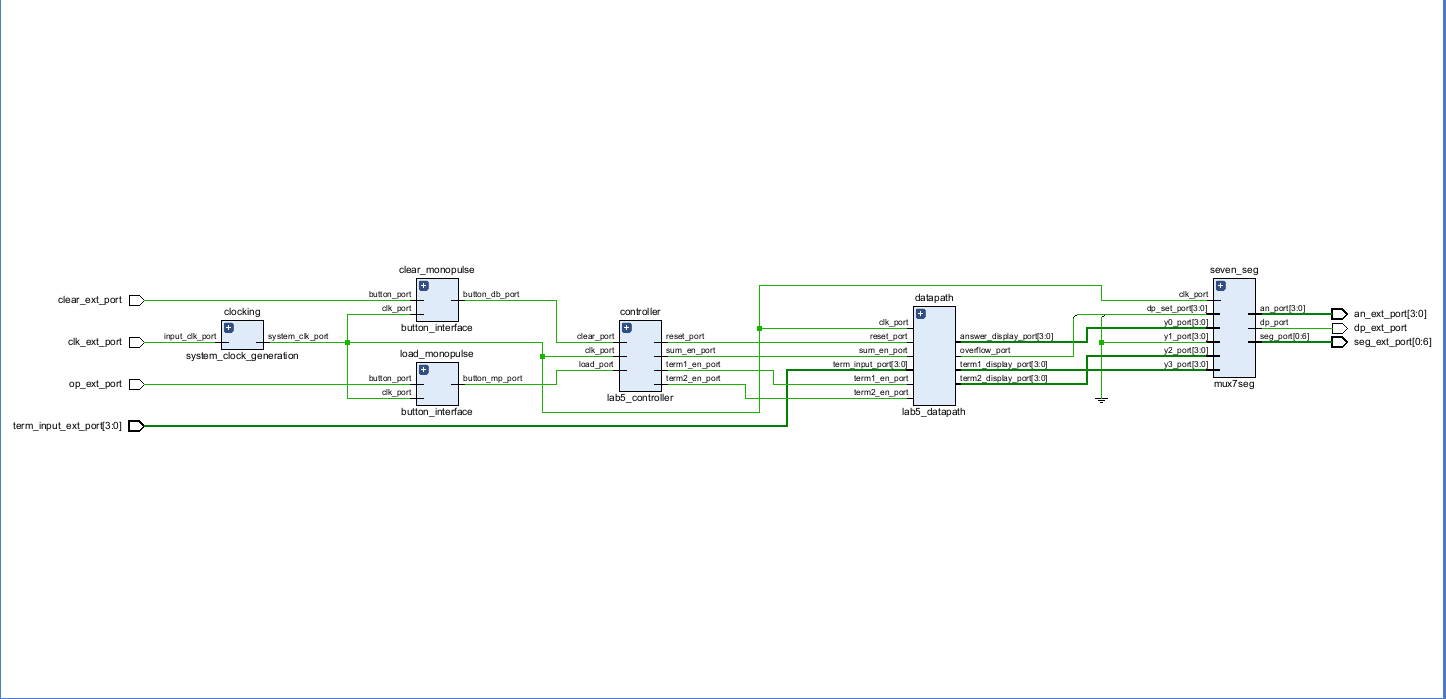 clear_monopulse
seven_seg
clear_ext_port
button_port
button_db_port
clk_port
datapath
clocking
clk_port
button_interface
controller
dp_set_port[3:0]
an_port[3:0]
an_ext_port[3:0]
clk_port
y0_port[3:0]
dp_port
dp_ext_port
clk_ext_port
input_clk_port
system_clk_port
clear_port
reset_port
reset_port
answer_display_port[3:0]
y1_port[3:0]
seg_port[0:6]
seg_ext_port[0:6]
system_clock_generation
load_monopulse
clk_port
sum_en_port
sum_en_port
overflow_port
y2_port[3:0]
load_port
term1_en_port
term_input_port[3:0]
term1_display_port[3:0]
y3_port[3:0]
op_ext_port
button_port
button_mp_port
term2_en_port
term1_en_port
term2_display_port[3:0]
mux7seg
clk_port
term2_en_port
button_interface
lab5_controller
lab5_datapath
term_input_ext_port[3:0]